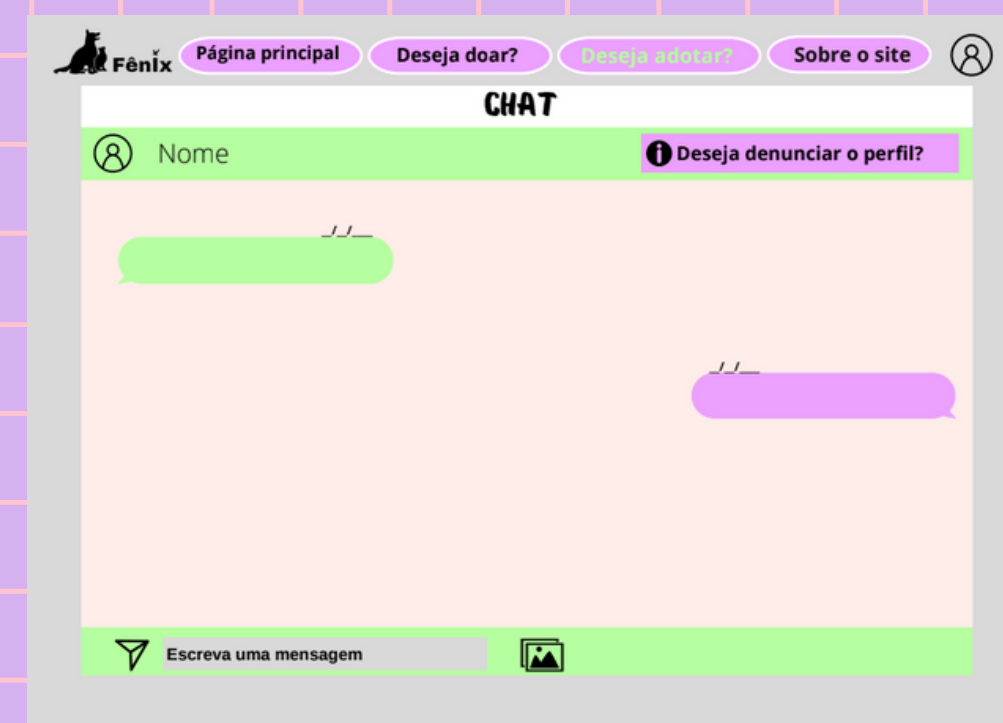 Fênix
Página principal
Deseja doar?
Deseja adotar?
Sobre o site
CHAT
Nome
Deseja denunciar o perfil?
_/_/__
_/_/__
Escreva uma mensagem